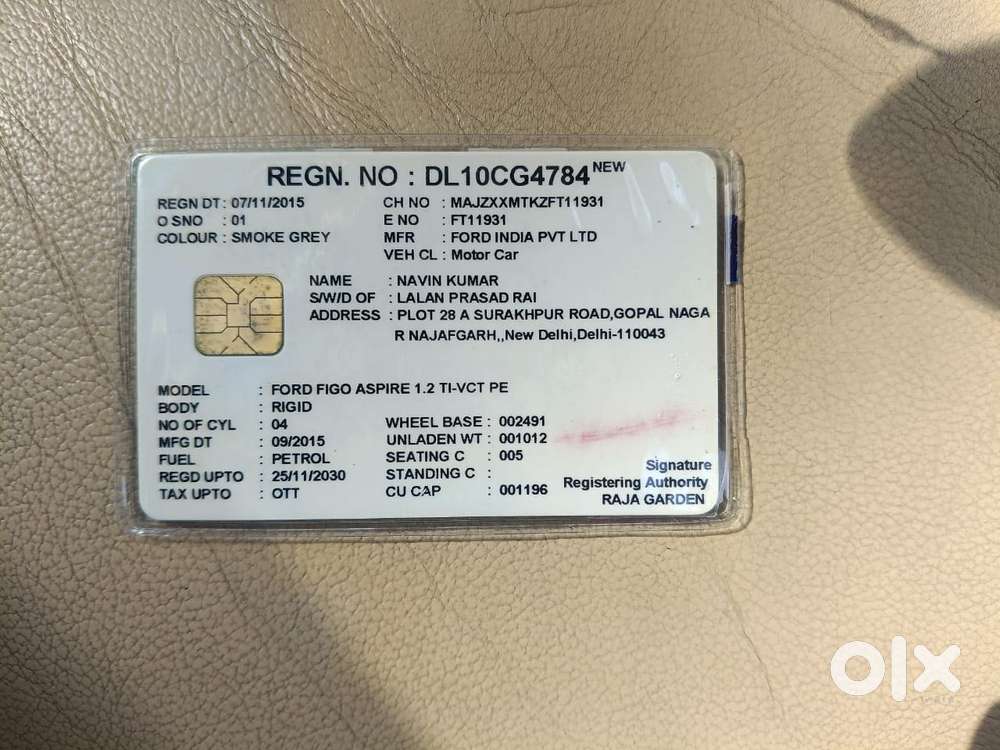 REGN. NO : DL10CG4784 NEW
REGN DT : 07/11/2015 CH NO : MAJZXXMTKZFT11931
O SNO : 01 E NO : FT11931
COLOUR : SMOKE GREY MFR : FORD INDIA PVT LTD
VEH CL : Motor Car
NAME : NAVIN KUMAR
S/W/D OF : LALAN PRASAD RAI
ADDRESS : PLOT 28 A SURAKHPUR ROAD,GOPAL NAGA
R NAJAFGARH,,New Delhi,Delhi-110043
MODEL : FORD FIGO ASPIRE 1.2 TI-VCT PE
BODY : RIGID
NO OF CYL : 04 WHEEL BASE : 002491
MFG DT : 09/2015 UNLADEN WT : 001012
FUEL : PETROL SEATING C : 005
REGD UPTO : 25/11/2030 STANDING C :
TAX UPTO : OTT CU CAP : 001196
Signature
Registering Authority
RAJA GARDEN
olx